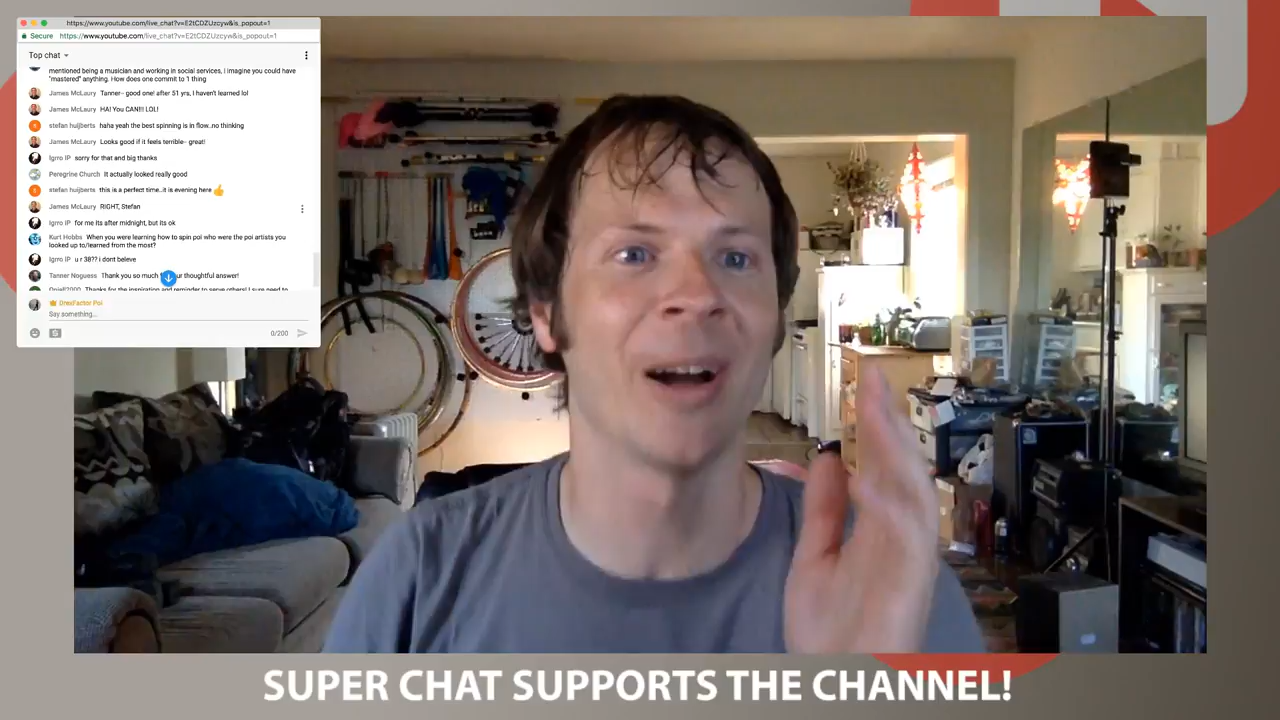 https://www.youtube.com/live_chat?v=E2tCDZUzcyw&is_popout=1
Secure https://www.youtube.com/live_chat?v=E2tCDZUzcyw&is_popout=1
Top chat
mentioned being a musician and working in social services, i imagine you could have
"mastered" anything. How does one commit to 1 thing
James McLaury Tanner-- good one! after 51 yrs, I haven't learned lol
James McLaury HA! You CAN!!! LOL!
stefan huijberts haha yeah the best spinning is in flow..no thinking
James McLaury Looks good if it feels terrible-- great!
Igrro IP sorry for that and big thanks
Peregrine Church It actually looked really good
stefan huijberts this is a perfect time..it is evening here 👍
James McLaury RIGHT, Stefan
Igrro IP for me Its after midnight, but its ok
Kurt Hobbs When you were learning how to spin poi who were the poi artists you
looked up to/learned from the most?
Igrro IP u r 38?? i dont beleve
Tanner Noguess Thank you so much ur thoughtful answer!
Thanks for the inspiration and reminder to serve others! I sure need to
DrexFactor Poi
Say something...
0/200
SUPER CHAT SUPPORTS THE CHANNEL!